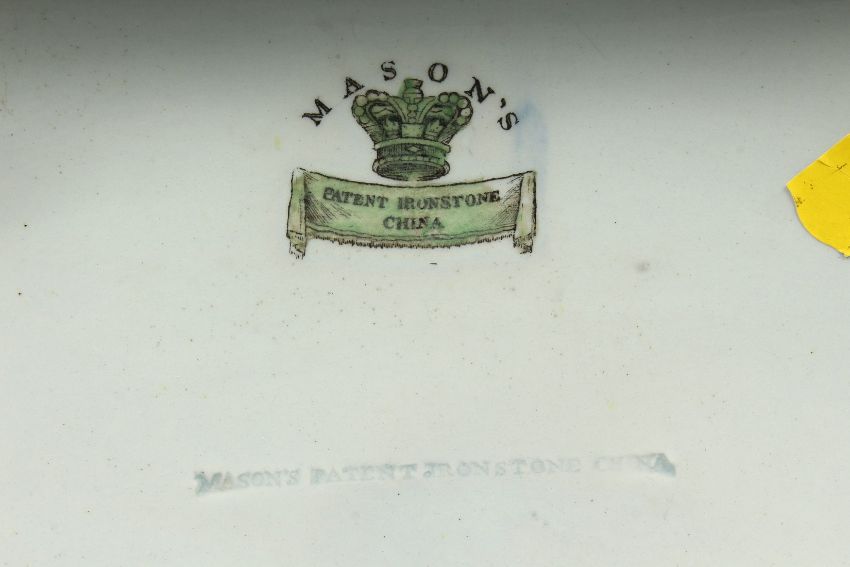 MASON'S
PATENT IRONSTONE
CHINA
MASON'S PATENT IRONSTONE CHINA